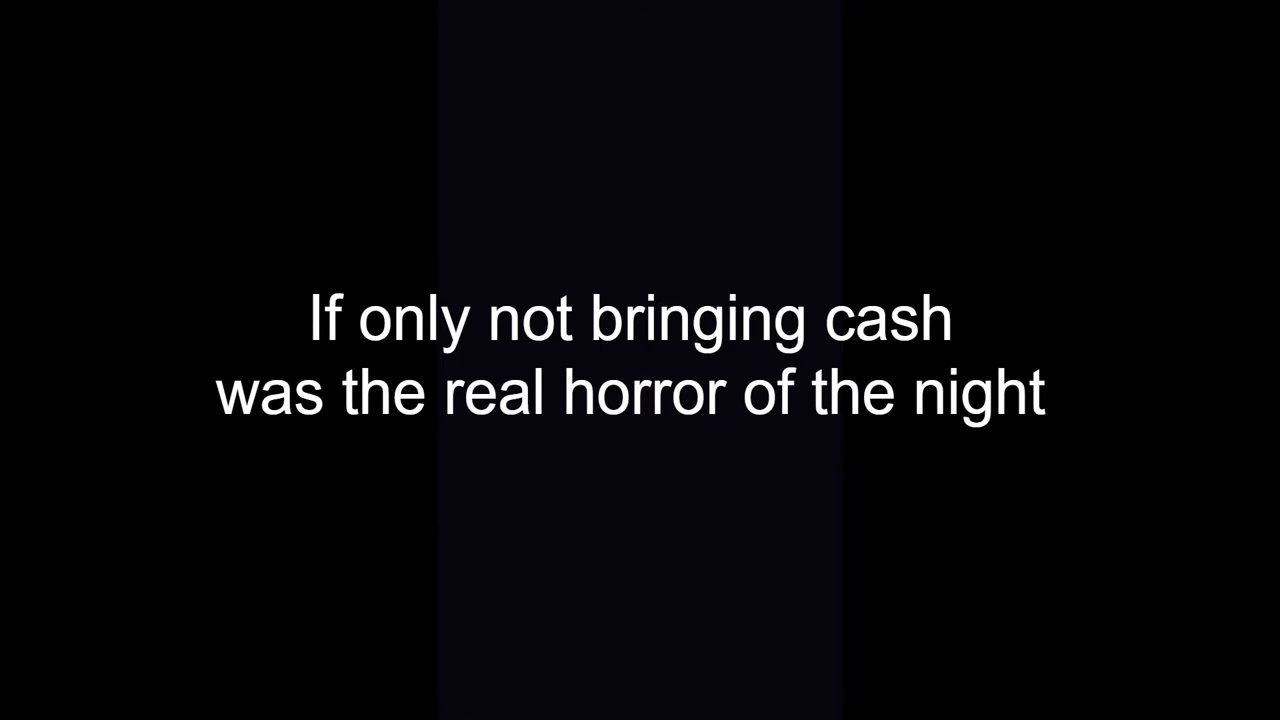 If only not bringing cash
was the real horror of the night